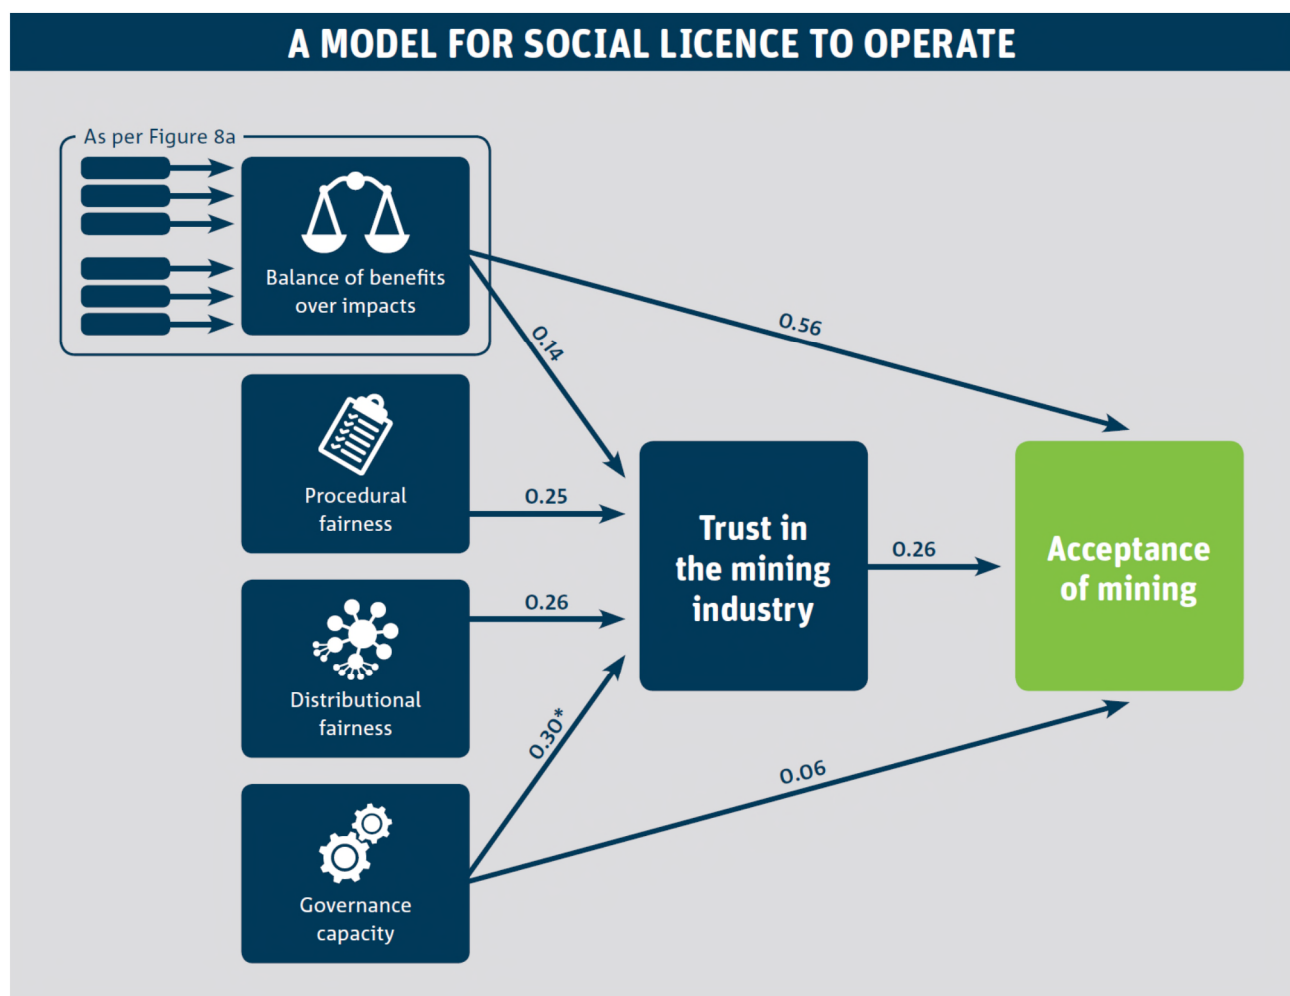 A MODEL FOR SOCIAL LICENCE TO OPERATE
As per Figure 8a
Balance of benefits
over impacts
0.14
0.56
Procedural
fairness
0.25
Distributional
fairness
0.26
Governance
capacity
0.30*
0.06
Trust in
the mining
industry
0.26
Acceptance
of mining